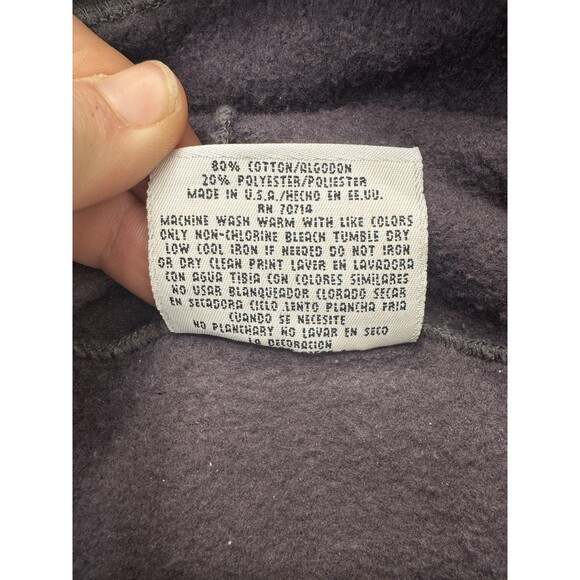 80% COTTON/ALGODON
20% POLYESTER/POLIESTER
MADE IN U.S.A./HECHO EN EE.UU.
RN 70714
MACHINE WASH WARM WITH LIKE COLORS
ONLY NON-CHLORINE BLEACH TUMBLE DRY
LOW COOL IRON IF NEEDED DO NOT IRON
OR DRY CLEAN PRINT LAVER EN LAVADORA
CON AGUA TIBIA CON COLORES SIMILARES
NO USAR BLANQUEADOR CLORADO SECAR
EN SECADORA CICLO .LENTO PLANCHA FRIA
CUANDO SE NECESITE
NO PLANCHARY NO LAVAR EN SECO
LA DECORACION